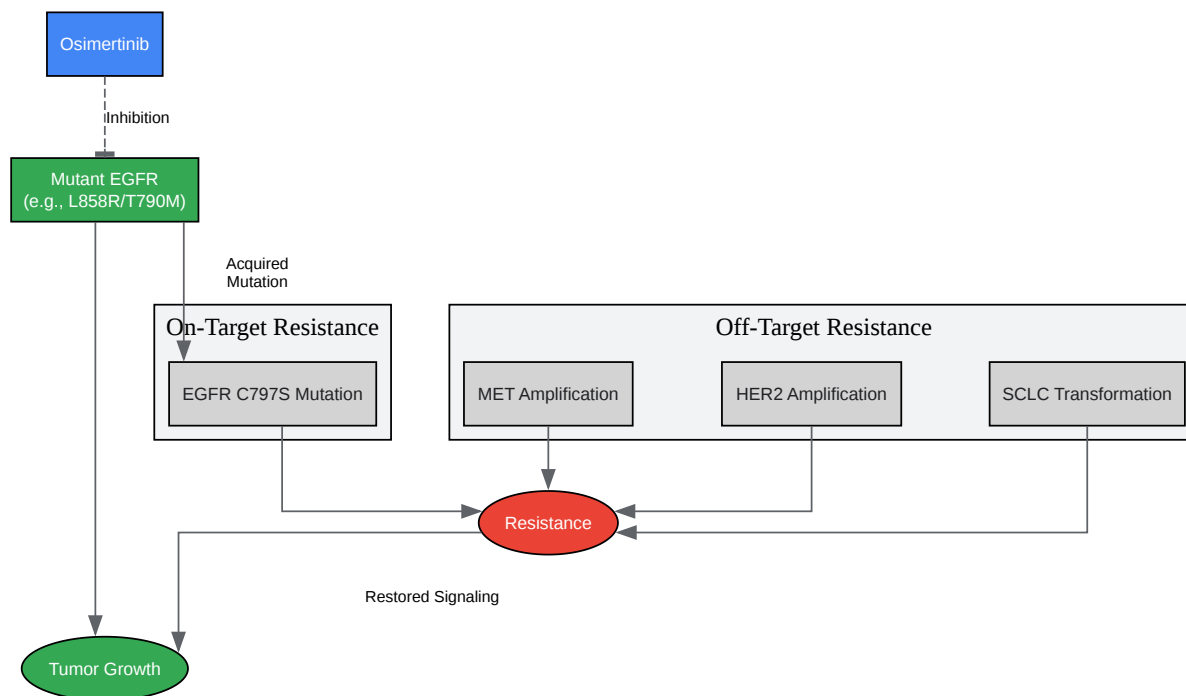 Osimertinib
Inhibition
Mutant EGFR
(e.g., L858R/T790M)
Acquired
Mutation
On-Target Resistance
Off-Target Resistance
EGFR C797S Mutation
MET Amplification
HER2 Amplification
SCLC Transformation
Resistance
Restored Signaling
Tumor Growth